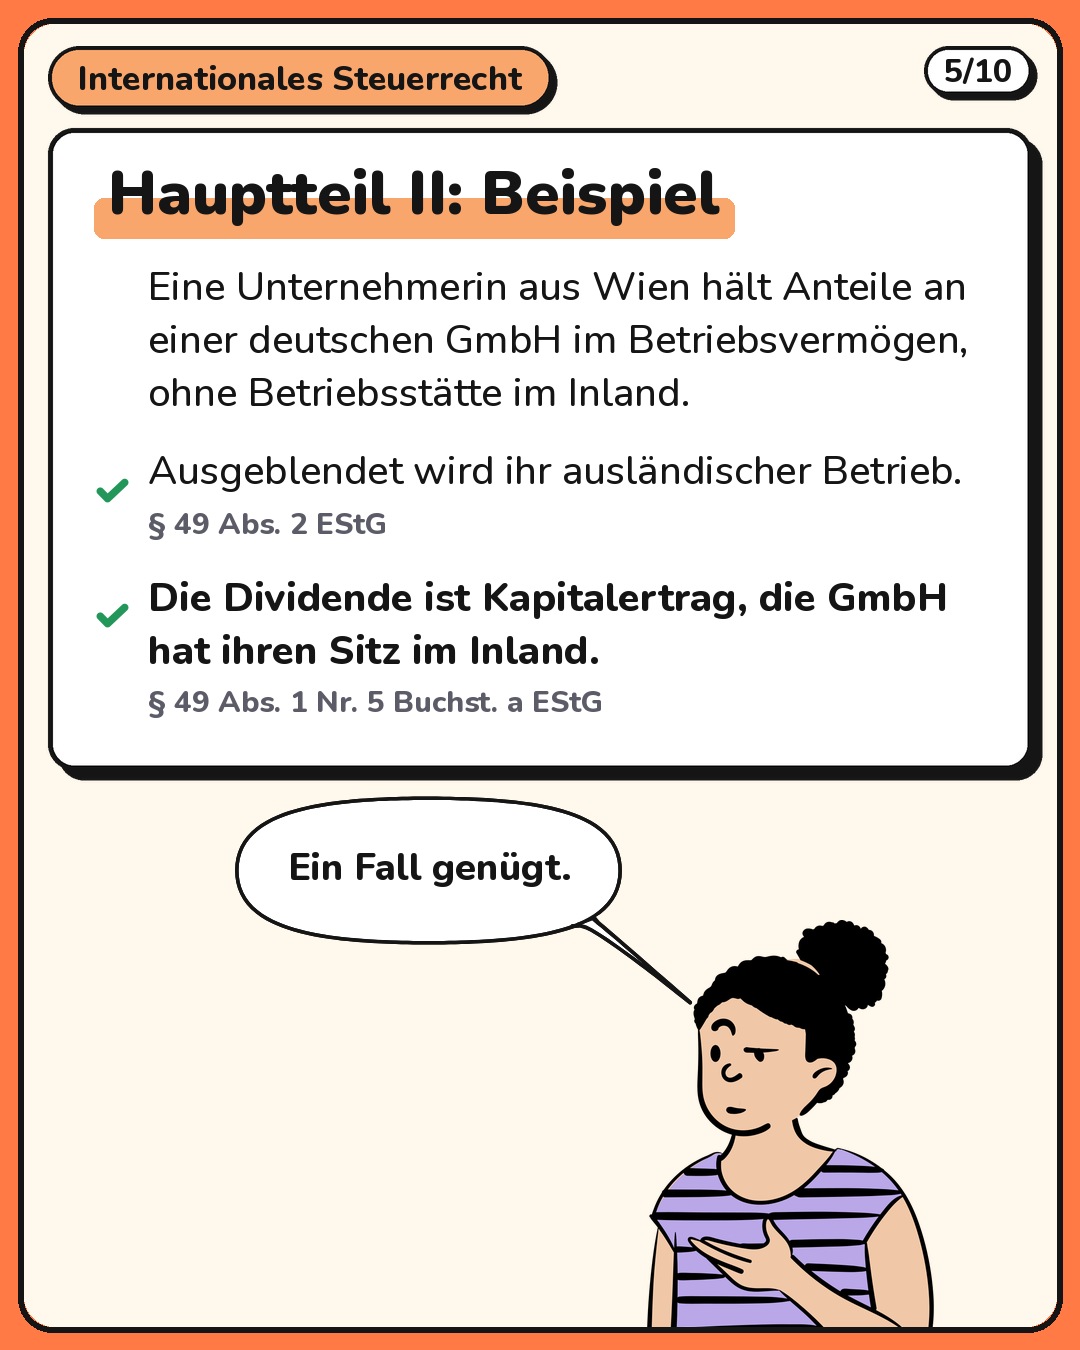 Internationales Steuerrecht
5/10
Hauptteil II: Beispiel
Eine Unternehmerin aus Wien hält Anteile an
einer deutschen GmbH im Betriebsvermögen,
ohne Betriebsstätte im Inland.
Ausgeblendet wird ihr ausländischer Betrieb.
§ 49 Abs. 2 EStG
Die Dividende ist Kapitalertrag, die GmbH
hat ihren Sitz im Inland.
§ 49 Abs. 1 Nr. 5 Buchst. a EStG
Ein Fall genügt.